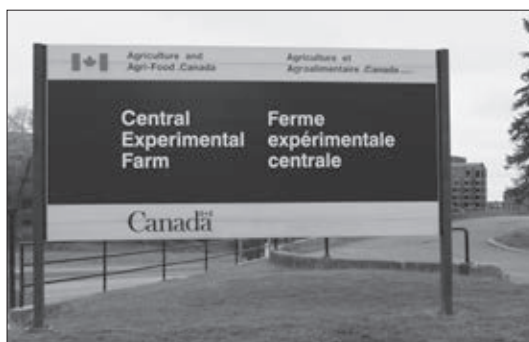 Agriculture and
Agri-Food Canada
Agriculture et
Agroalimentaire Canada
Central
Experimental
Farm
Ferme
expérimentale
centrale
Canada